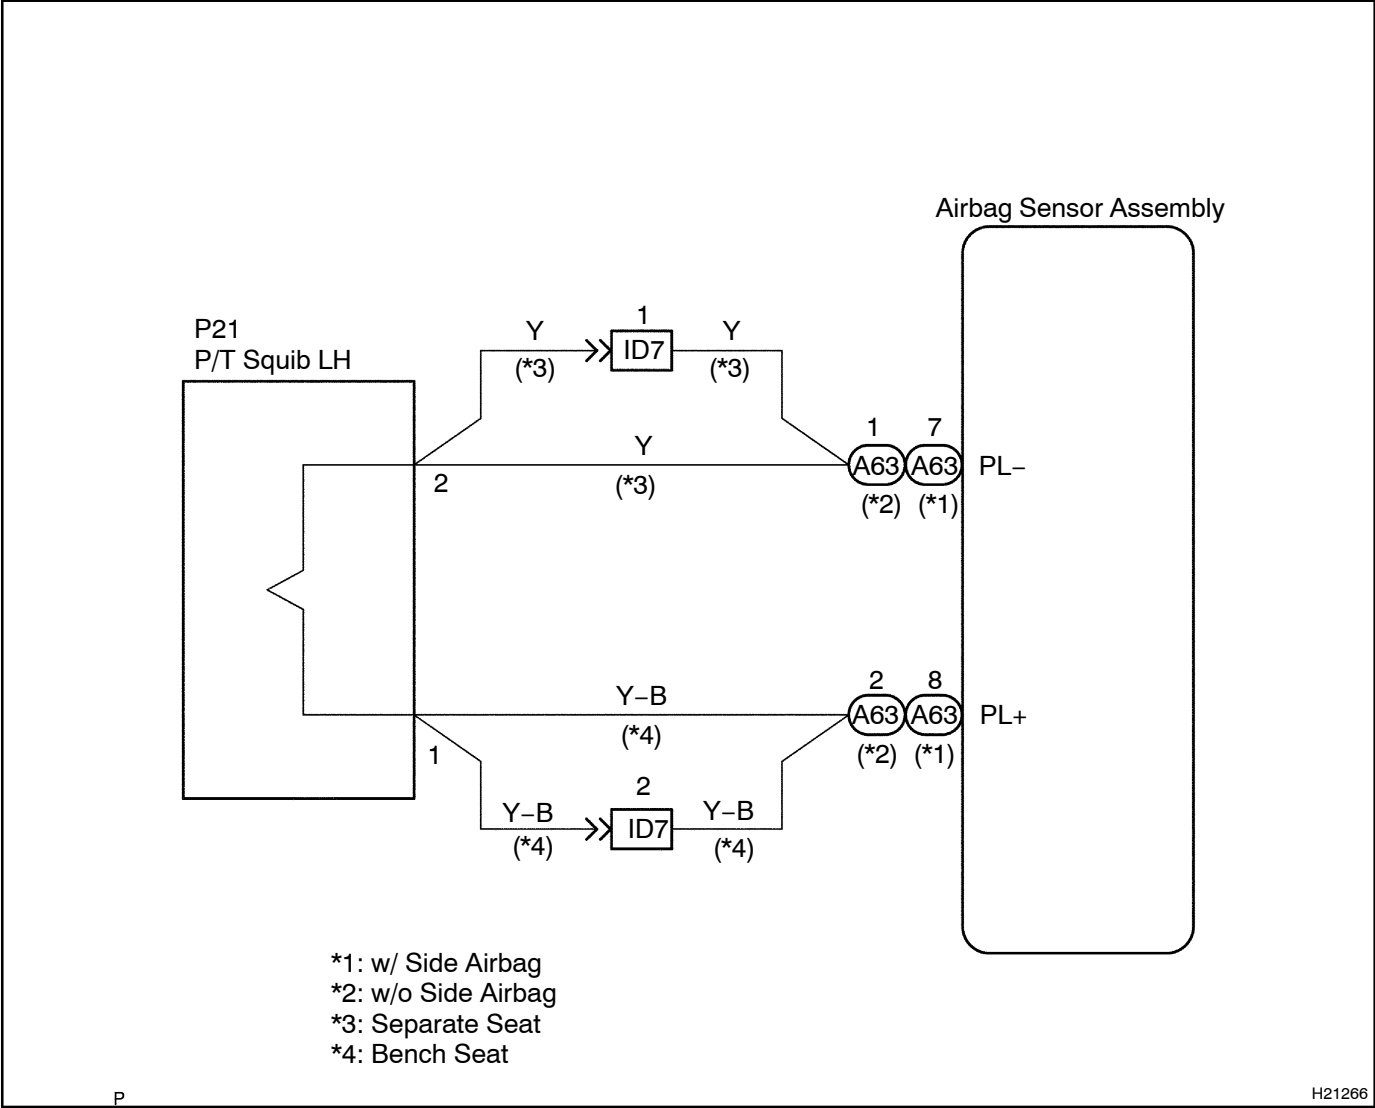 Airbag Sensor Assembly
P21
P/T Squib LH
1
Y
ID7
Y
(*3)
(*3)
Y
(*3)
2
1
7
A63
A63
PL−
(*2)
(*1)
Y−B
(*4)
1
2
8
A63
A63
PL+
(*2)
(*1)
2
Y−B
ID7
Y−B
(*4)
(*4)
*1: w/ Side Airbag
*2: w/o Side Airbag
*3: Separate Seat
*4: Bench Seat
P
H21266